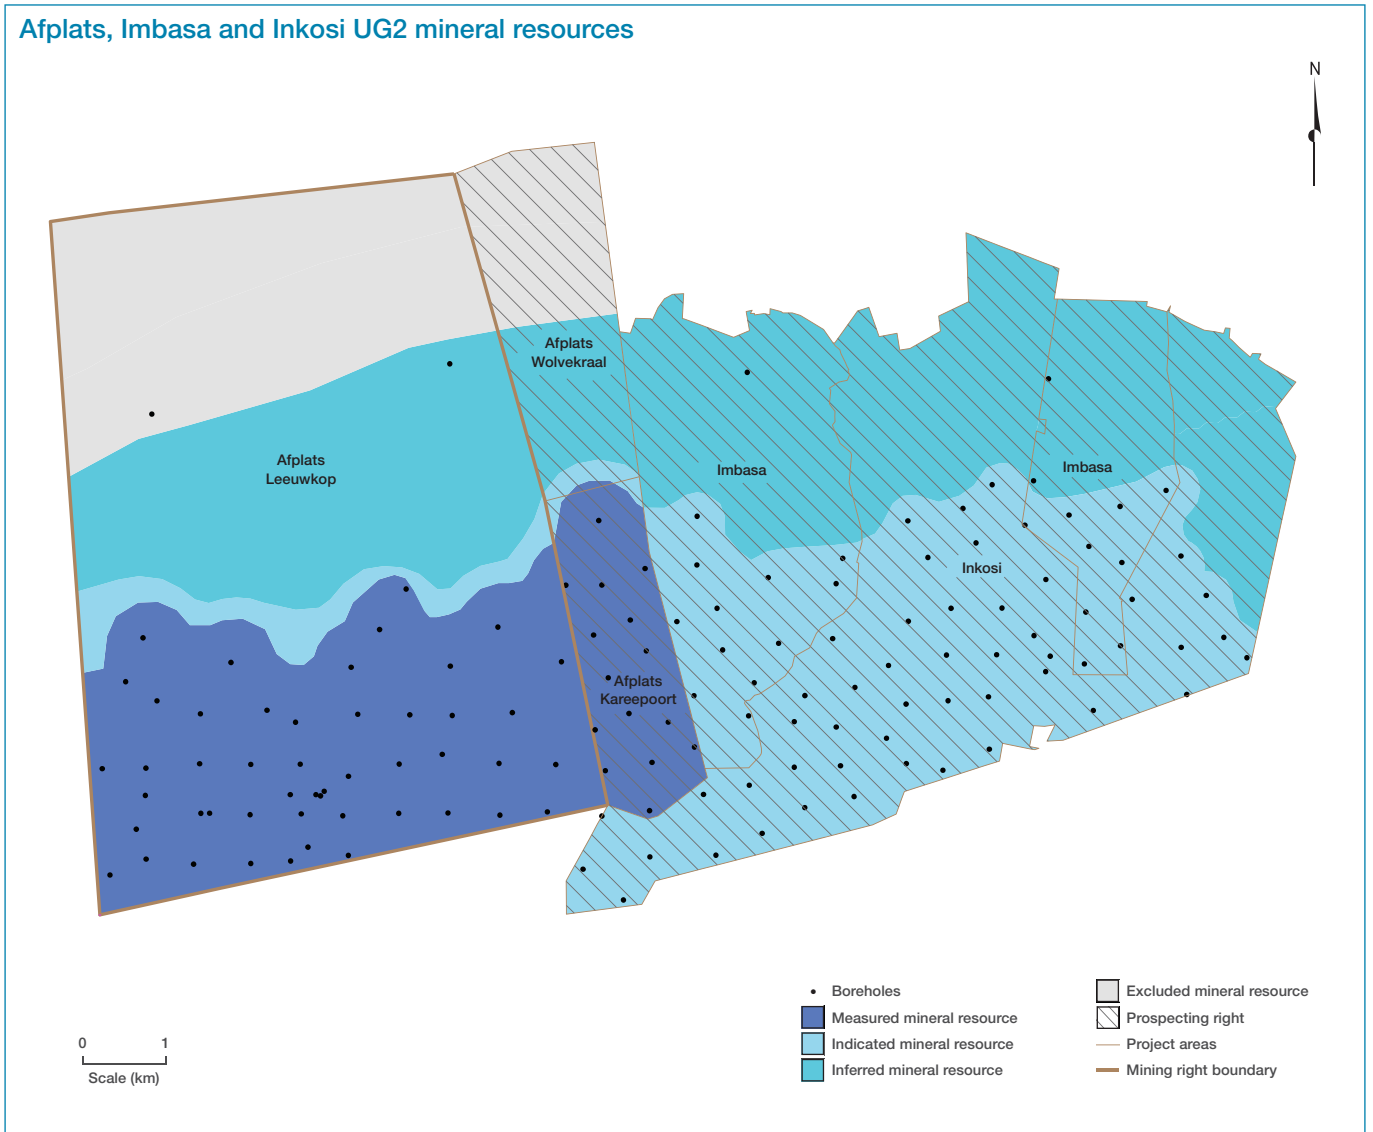 Afplats, Imbasa and Inkosi UG2 mineral resources
N
Afplats
Wolvekraal
Afplats
Leeuwkop
Imbasa
Imbasa
Inkosi
Afplats
Kareepoort
Boreholes
Measured mineral resource
Indicated mineral resource
Inferred mineral resource
Excluded mineral resource
Prospecting right
Project areas
Mining right boundary
0 1
Scale (km)